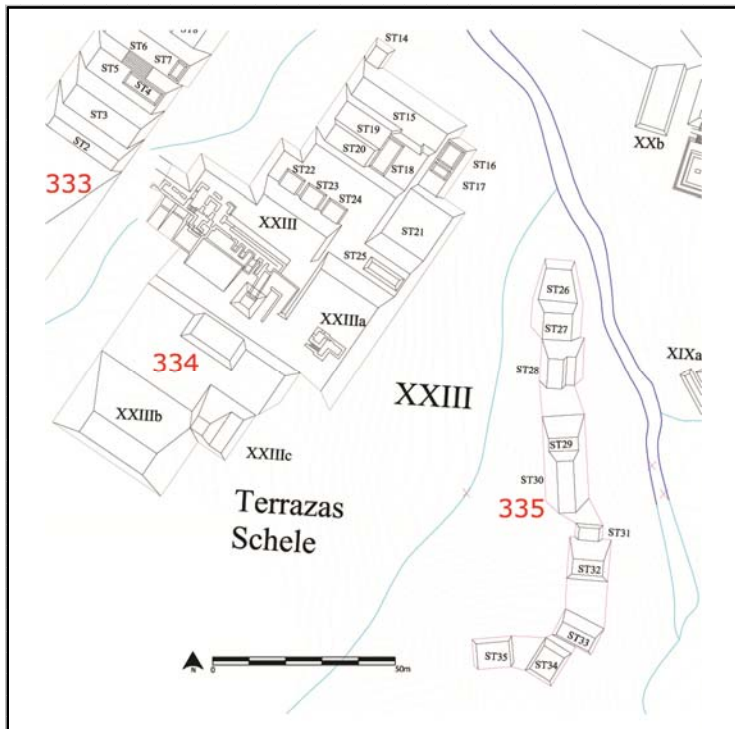 ST14
ST6
ST7
ST5
ST4
ST3
ST2
333
ST15
ST19
ST20
ST18
ST16
ST17
ST22
ST23
ST24
XXIII
ST21
ST25
XXIIIa
334
XXIIIb
XXIIIc
XXIII
Terrazas
Schele
XXb
XIXa
ST26
ST27
ST28
ST29
ST30
335
ST31
ST32
ST33
ST34
ST35
N
0
50m